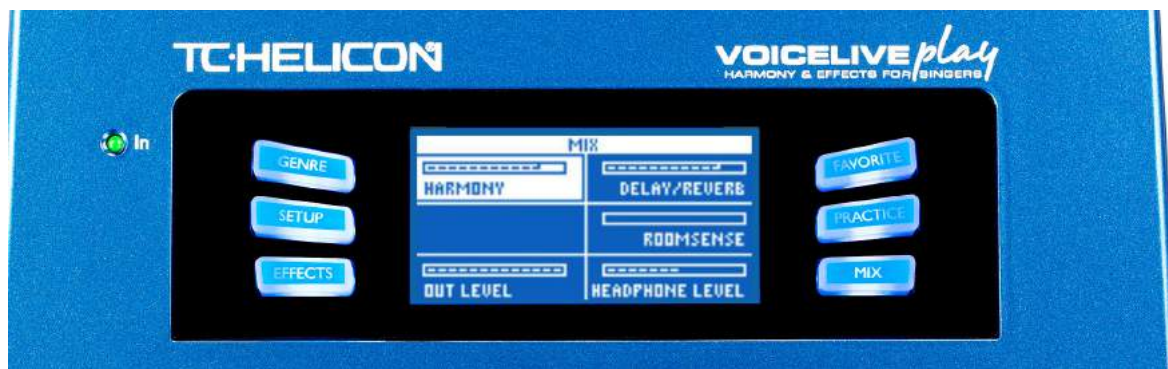 TC·HELICON
VOICELIVE play
HARMONY & EFFECTS FOR SINGERS
In
GENRE
SETUP
EFFECTS
MIX
HARMONY
DELAY/REVERB
ROOMSENSE
OUT LEVEL
HEADPHONE LEVEL
FAVORITE
PRACTICE
MIX